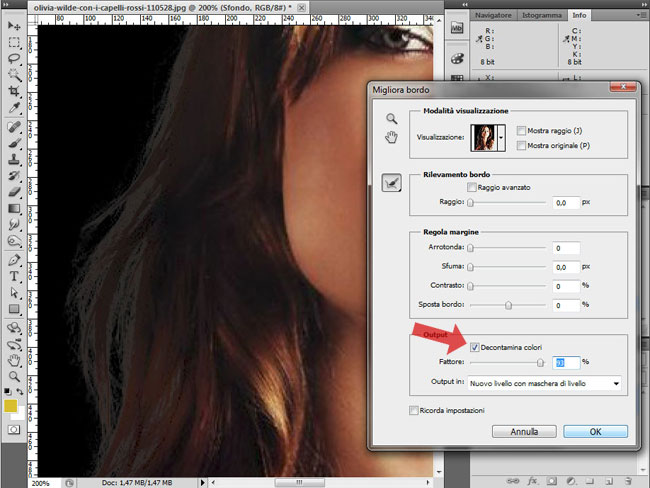 olivia-wilde-con-i-capelli-rossi-110528.jpg @ 200% (Sfondo, RGB/8#) *
Navigatore Istogramma Info
R: C:
G: M:
B: Y:
K:
8 bit 8 bit
X: L:
Migliora bordo
Modalità visualizzazione
Visualizzazione:
Mostra raggio (J)
Mostra originale (P)
Rilevamento bordo
Raggio avanzato
Raggio: 0,0 px
Regola margine
Arrotonda: 0
Sfuma: 0,0 px
Contrasto: 0 %
Sposta bordo: 0 %
Output
Decontamina colori
Fattore: 93 %
Output in: Nuovo livello con maschera di livello
Ricorda impostazioni
Annulla OK
200% Doc: 1,47 MB/1,47 MB